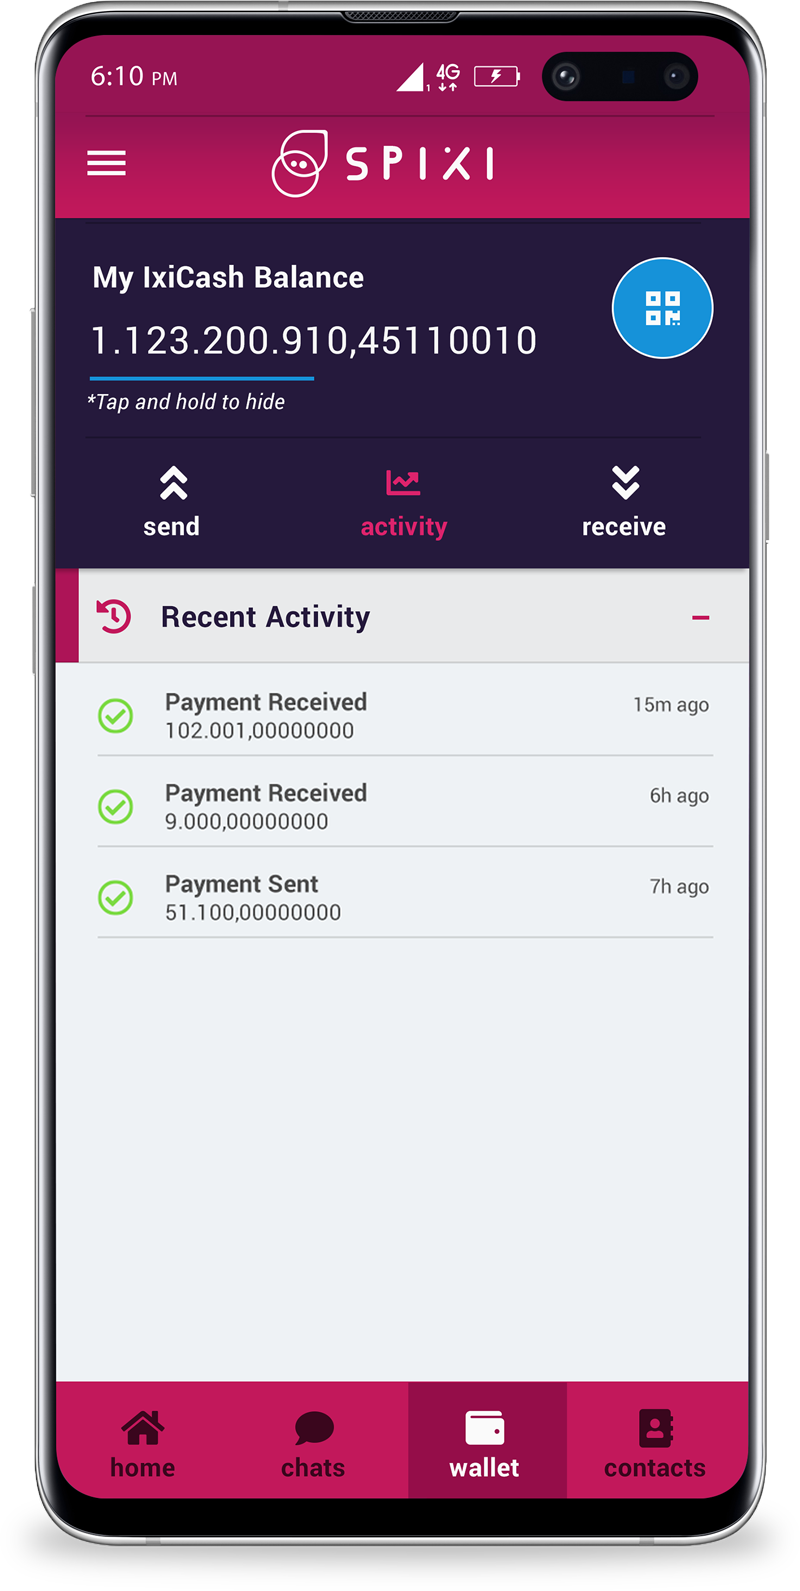 6:10 PM
4G
1
SPIXI
My IxiCash Balance
1.123.200.910,45110010
*Tap and hold to hide
send activity receive
Recent Activity
Payment Received 15m ago
102.001,00000000
Payment Received 6h ago
9.000,00000000
Payment Sent 7h ago
51.100,00000000
home chats wallet contacts